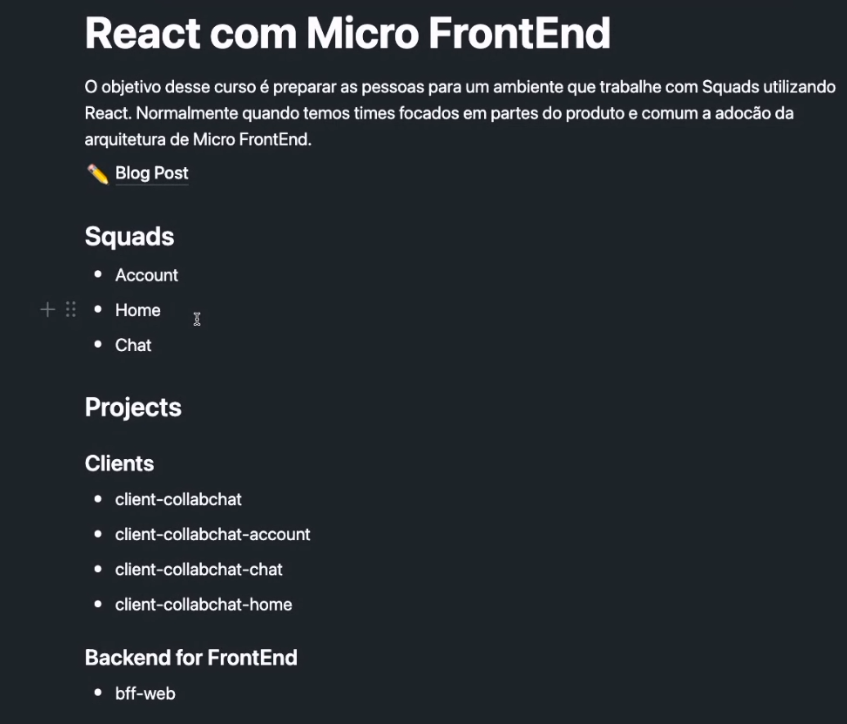 React com Micro FrontEnd
O objetivo desse curso é preparar as pessoas para um ambiente que trabalhe com Squads utilizando
React. Normalmente quando temos times focados em partes do produto e comum a adocão da
arquitetura de Micro FrontEnd.
✏️ Blog Post
Squads
• Account
• Home
• Chat
Projects
Clients
• client-collabchat
• client-collabchat-account
• client-collabchat-chat
• client-collabchat-home
Backend for FrontEnd
• bff-web